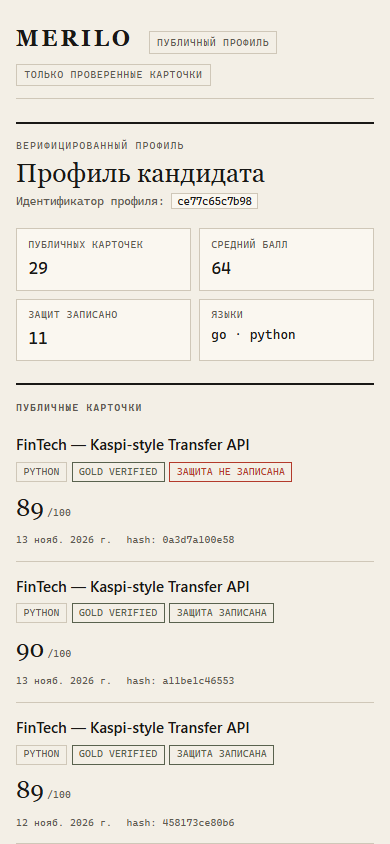 MERILO
ПУБЛИЧНЫЙ ПРОФИЛЬ
ТОЛЬКО ПРОВЕРЕННЫЕ КАРТОЧКИ
ВЕРИФИЦИРОВАННЫЙ ПРОФИЛЬ
Профиль кандидата
Идентификатор профиля: ce77c65c7b98
ПУБЛИЧНЫХ КАРТОЧЕК
29
СРЕДНИЙ БАЛЛ
64
ЗАЩИТ ЗАПИСАНО
11
ЯЗЫКИ
go · python
ПУБЛИЧНЫЕ КАРТОЧКИ
FinTech — Kaspi-style Transfer API
PYTHON GOLD VERIFIED ЗАЩИТА НЕ ЗАПИСАНА
89 /100
13 нояб. 2026 г. hash: 0a3d7a100e58
FinTech — Kaspi-style Transfer API
PYTHON GOLD VERIFIED ЗАЩИТА ЗАПИСАНА
90 /100
13 нояб. 2026 г. hash: a11be1c46553
FinTech — Kaspi-style Transfer API
PYTHON GOLD VERIFIED ЗАЩИТА ЗАПИСАНА
89 /100
12 нояб. 2026 г. hash: 458173ce80b6